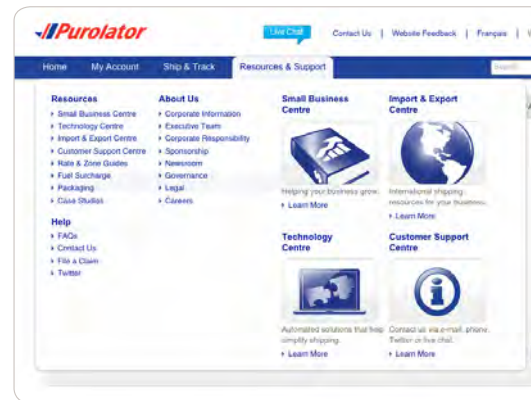 Purolator
Live Chat
Contact Us | Website Feedback | Français |
Home My Account Ship & Track Resources & Support
Search
Resources
Small Business Centre
Technology Centre
Import & Export Centre
Customer Support Centre
Rate & Zone Guides
Fuel Surcharge
Packaging
Case Studies
Help
FAQs
Contact Us
File a Claim
Twitter
About Us
Corporate Information
Executive Team
Corporate Responsibility
Sponsorship
Newsroom
Governance
Legal
Careers
Small Business
Centre
Helping your business grow.
Learn More
Import & Export
Centre
International shipping
resources for your business.
Learn More
Technology
Centre
Automated solutions that help
simplify shipping.
Learn More
Customer Support
Centre
Contact us via e-mail, phone,
Twitter or live chat.
Learn More